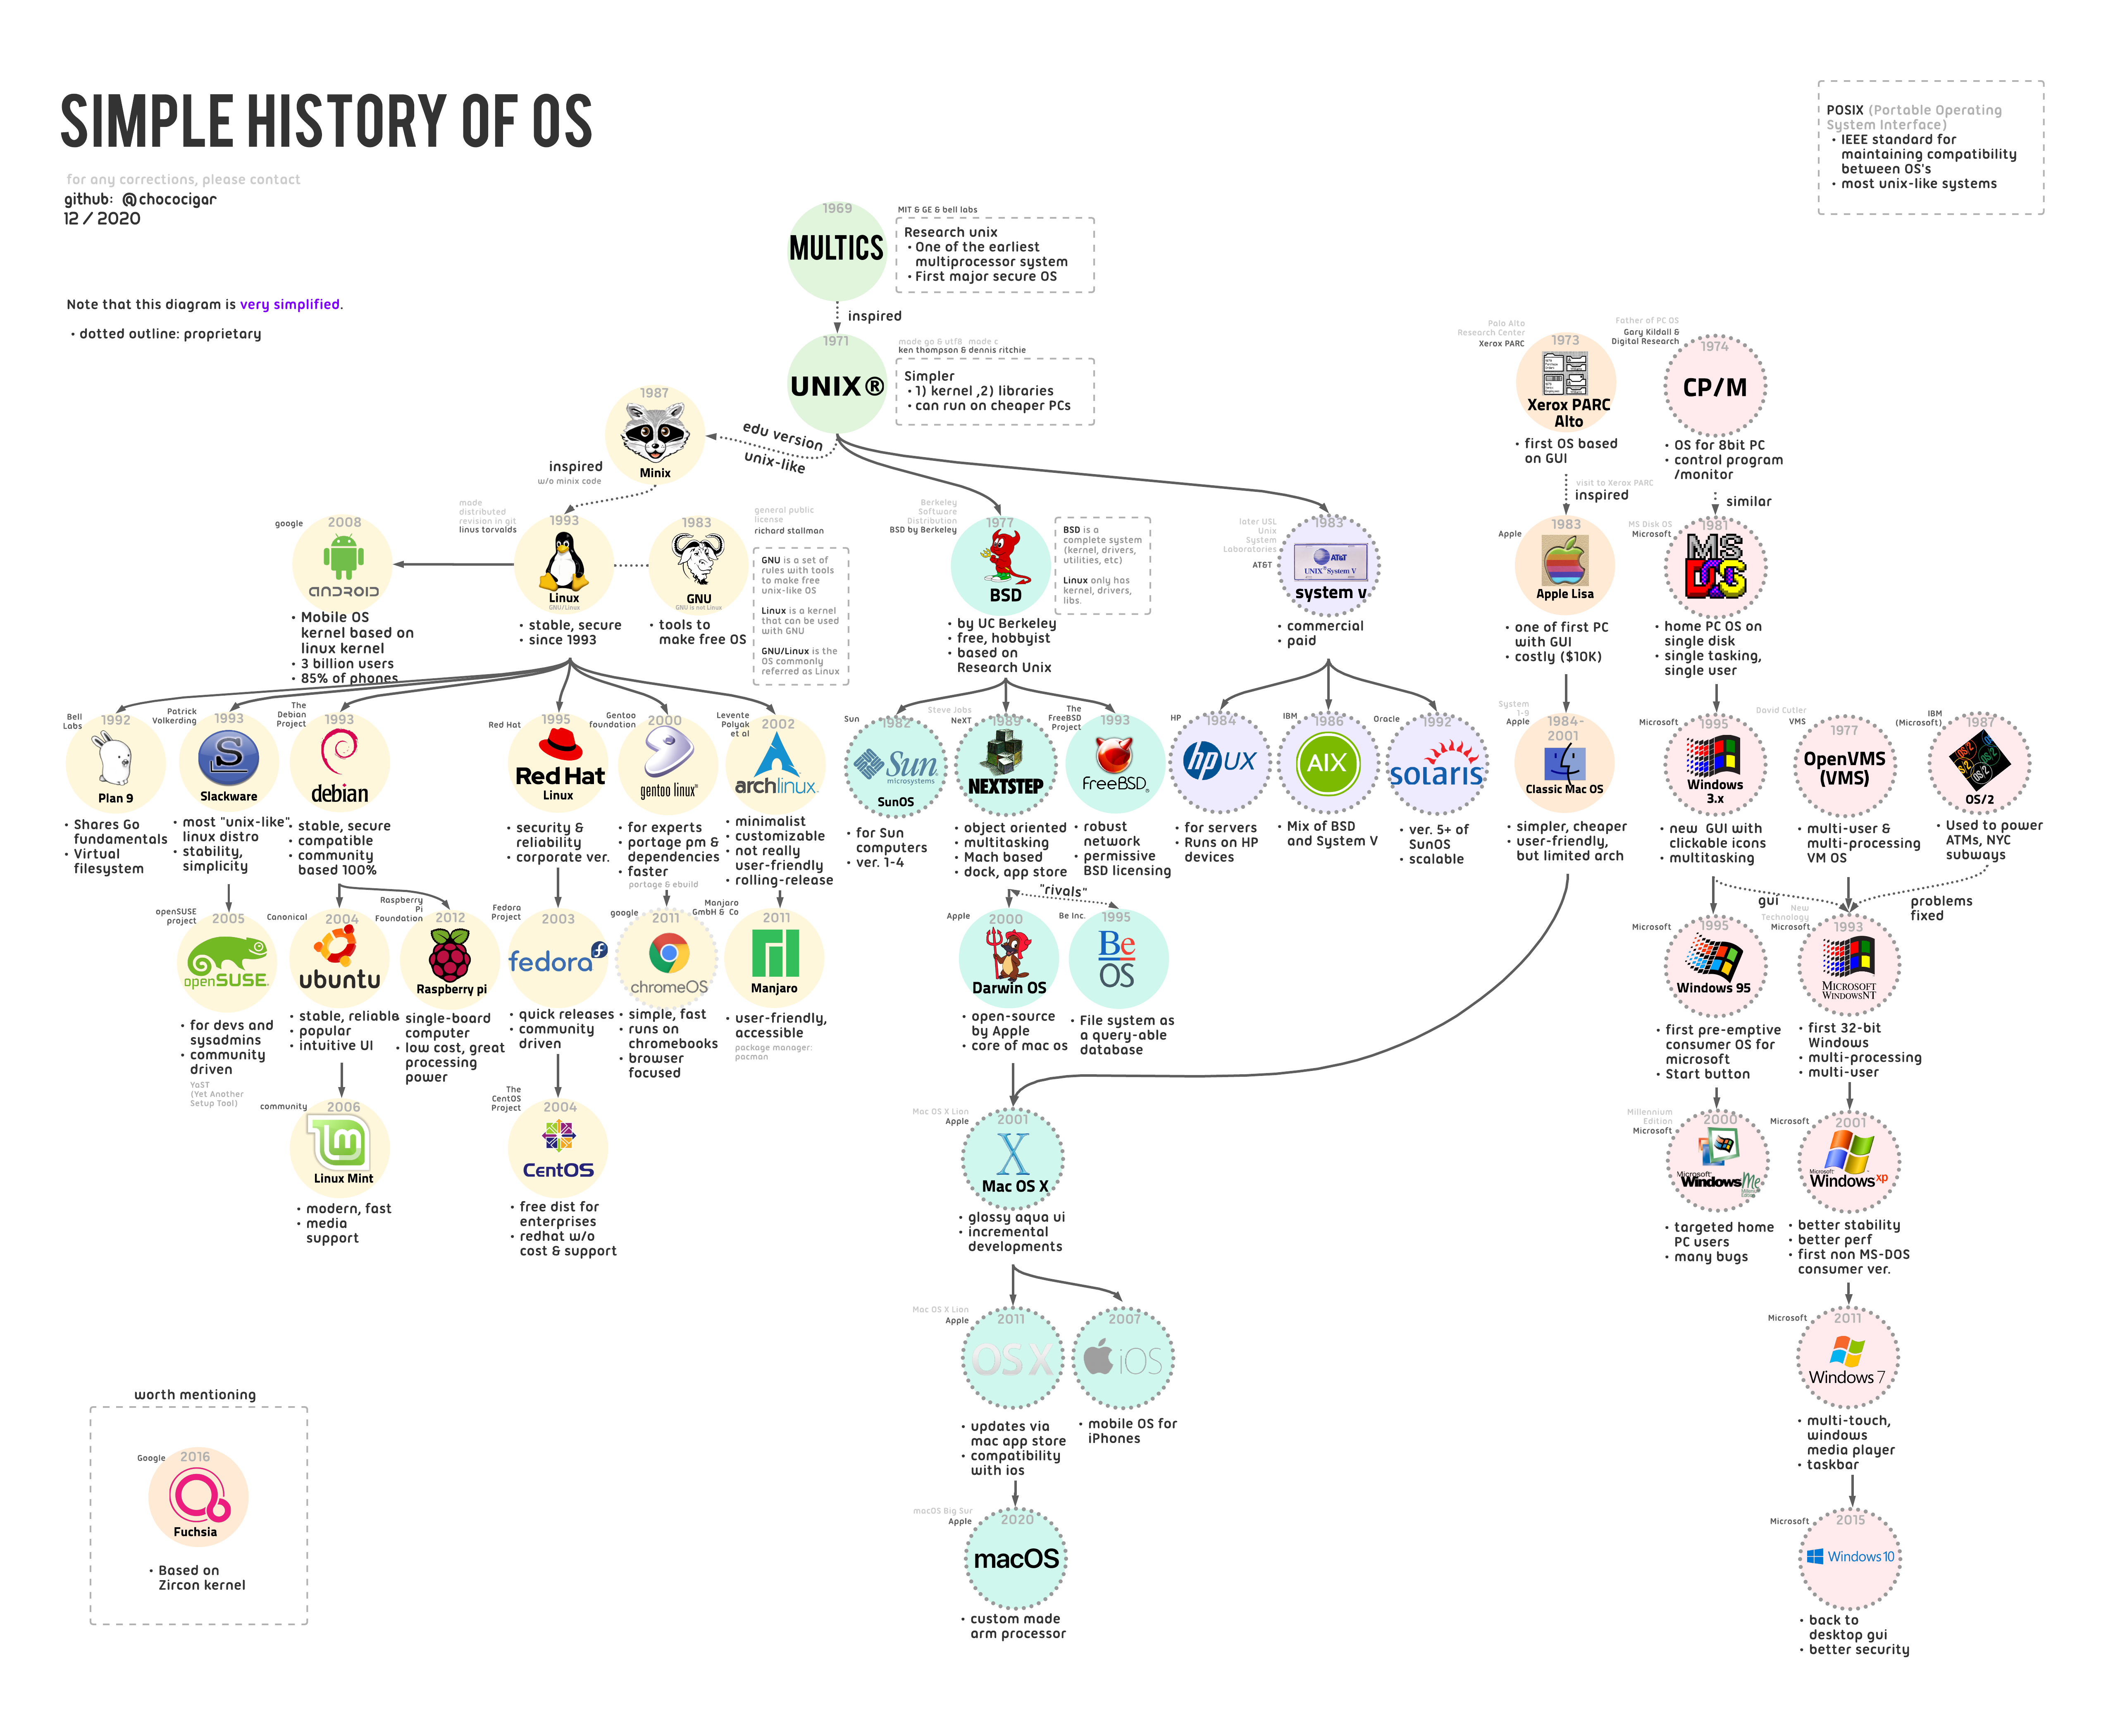 SIMPLE HISTORY OF OS
for any corrections, please contact
github: @chococigar
12 / 2020
Note that this diagram is very simplified.
• dotted outline: proprietary
POSIX (Portable Operating
System Interface)
• IEEE standard for
maintaining compatibility
between OS's
• most unix-like systems
1969
MULTICS
MIT & GE & bell labs
Research unix
• One of the earliest
multiprocessor system
• First major secure OS
inspired
1971
UNIX®
made go & utf8 made c
ken thompson & dennis ritchie
Simpler
• 1) kernel ,2) libraries
• can run on cheaper PCs
edu version
unix-like
1987
Minix
inspired
w/o minix code
Palo Alto
Research Center
Xerox PARC
1973
Xerox PARC
Alto
• first OS based
on GUI
visit to Xerox PARC
inspired
Father of PC OS
Gary Kildall &
Digital Research
1974
CP/M
• OS for 8bit PC
• control program
/monitor
similar
google
2008
ANDROID
• Mobile OS
kernel based on
linux kernel
• 3 billion users
• 85% of phones
made
distributed
revision in git
linus torvalds
1993
Linux
GNU/Linux
• stable, secure
• since 1993
general public
license
richard stallman
1983
GNU
GNU is not Linux
• tools to
make free OS
GNU is a set of
rules with tools
to make free
unix-like OS
Linux is a kernel
that can be used
with GNU
GNU/Linux is the
OS commonly
referred as Linux
Berkeley
Software
Distribution
BSD by Berkeley
1977
BSD
• by UC Berkeley
• free, hobbyist
• based on
Research Unix
BSD is a
complete system
(kernel, drivers,
utilities, etc)
Linux only has
kernel, drivers,
libs.
later USL
Unix
System
Laboratories
AT&T
1983
AT&T
UNIX® System V
system v
• commercial
• paid
Apple
1983
Apple Lisa
• one of first PC
with GUI
• costly ($10K)
MS Disk OS
Microsoft
1981
MS
DOS
• home PC OS on
single disk
• single tasking,
single user
Bell
Labs
1992
Plan 9
• Shares Go
fundamentals
• Virtual
filesystem
Patrick
Volkerding
1993
S
Slackware
• most "unix-like"
linux distro
• stability,
simplicity
The
Debian
Project
1993
debian
• stable, secure
• compatible
• community
based 100%
Red Hat
1995
Red Hat
Linux
• security &
reliability
• corporate ver.
Gentoo
foundation
2000
gentoo linux
• for experts
• portage pm &
dependencies
• faster
portage & ebuild
Levente
Polyak
et al
2002
archlinux
• minimalist
• customizable
• not really
user-friendly
• rolling-release
Sun
1982
Sun
microsystems
SunOS
• for Sun
computers
• ver. 1-4
Steve Jobs
NeXT
1989
NEXTSTEP
• object oriented
• multitasking
• Mach based
• dock, app store
The
FreeBSD
Project
1993
FreeBSD®
• robust
network
• permissive
BSD licensing
HP
1984
hp UX
• for servers
• Runs on HP
devices
IBM
1986
AIX
• Mix of BSD
and System V
Oracle
1992
solaris
• ver. 5+ of
SunOS
• scalable
System
1-9
Apple
1984-
2001
Classic Mac OS
• simpler, cheaper
• user-friendly,
but limited arch
Microsoft
1995
Windows
3.x
• new GUI with
clickable icons
• multitasking
David Cutler
VMS
1977
OpenVMS
(VMS)
• multi-user &
multi-processing
VM OS
IBM
(Microsoft)
1987
OS/2
OS/2
• Used to power
ATMs, NYC
subways
gui
problems
fixed
"rivals"
openSUSE
project
2005
openSUSE.
• for devs and
sysadmins
• community
driven
YaST
(Yet Another
Setup Tool)
Canonical
2004
ubuntu
• stable, reliable
• popular
• intuitive UI
Raspberry
Pi
Foundation
2012
Raspberry pi
• single-board
computer
• low cost, great
processing
power
Fedora
Project
2003
fedora
• quick releases
• community
driven
google
2011
chromeOS
• simple, fast
• runs on
chromebooks
• browser
focused
Manjaro
GmbH & Co
2011
Manjaro
• user-friendly,
accessible
package manager:
pacman
Apple
2000
Darwin OS
• open-source
by Apple
• core of mac os
Be Inc.
1995
Be
OS
• File system as
a query-able
database
Microsoft
1995
Windows 95
• first pre-emptive
consumer OS for
microsoft
• Start button
New
Technology
Microsoft
1993
MICROSOFT
WINDOWSNT
• first 32-bit
Windows
• multi-processing
• multi-user
community
2006
Linux Mint
• modern, fast
• media
support
The
CentOS
Project
2004
CentOS
• free dist for
enterprises
• redhat w/o
cost & support
Mac OS X Lion
Apple
2001
X
Mac OS X
• glossy aqua ui
• incremental
developments
Millennium
Edition
Microsoft
2000
Microsoft
Windows Me
• targeted home
PC users
• many bugs
Microsoft
2001
Microsoft
Windows xp
• better stability
• better perf
• first non MS-DOS
consumer ver.
Mac OS X Lion
Apple
2011
OS X
• updates via
mac app store
• compatibility
with ios
2007
iOS
• mobile OS for
iPhones
Microsoft
2011
Windows 7
• multi-touch,
windows
media player
• taskbar
worth mentioning
Google
2016
Fuchsia
• Based on
Zircon kernel
macOS Big Sur
Apple
2020
macOS
• custom made
arm processor
Microsoft
2015
Windows 10
• back to
desktop gui
• better security